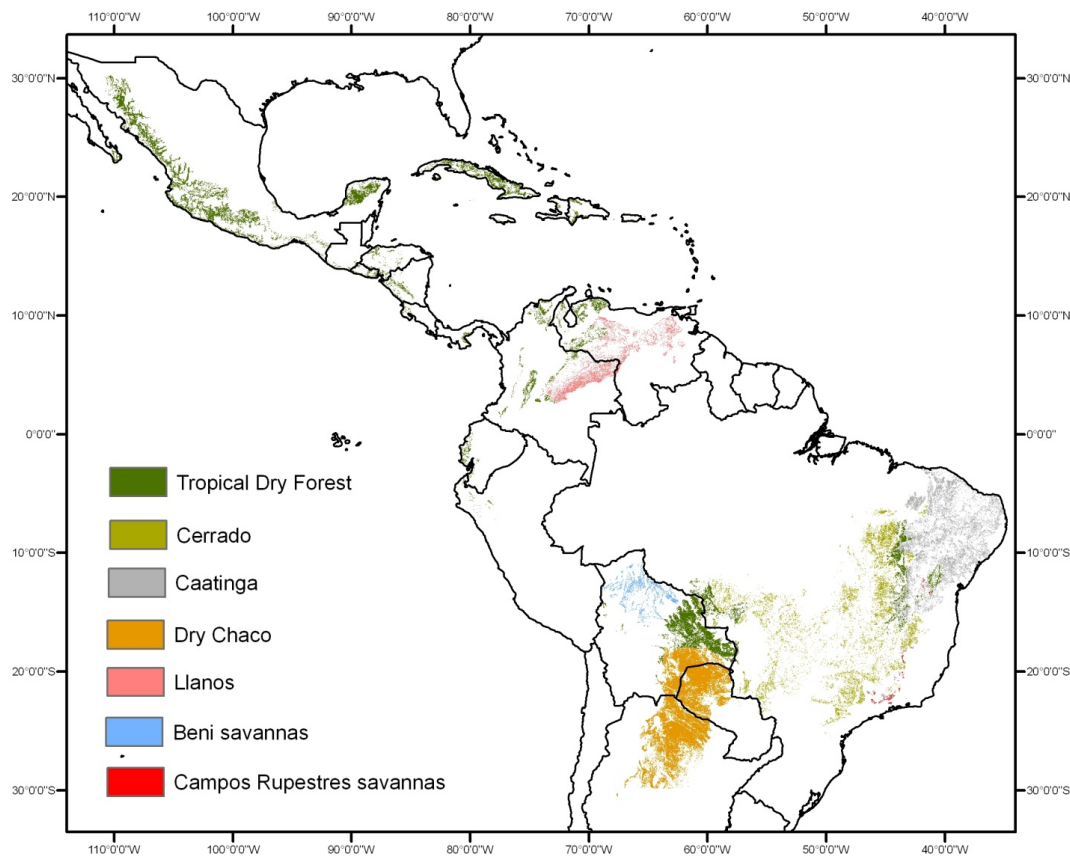 110°0'0"W 100°0'0"W 90°0'0"W 80°0'0"W 70°0'0"W 60°0'0"W 50°0'0"W 40°0'0"W
30°0'0"N 30°0'0"N
20°0'0"N 20°0'0"N
10°0'0"N 10°0'0"N
0°0'0" 0°0'0"
Tropical Dry Forest
Cerrado
10°0'0"S 10°0'0"S
Caatinga
Dry Chaco
20°0'0"S 20°0'0"S
Llanos
Beni savannas
Campos Rupestres savannas
30°0'0"S 30°0'0"S
110°0'0"W 100°0'0"W 90°0'0"W 80°0'0"W 70°0'0"W 60°0'0"W 50°0'0"W 40°0'0"W